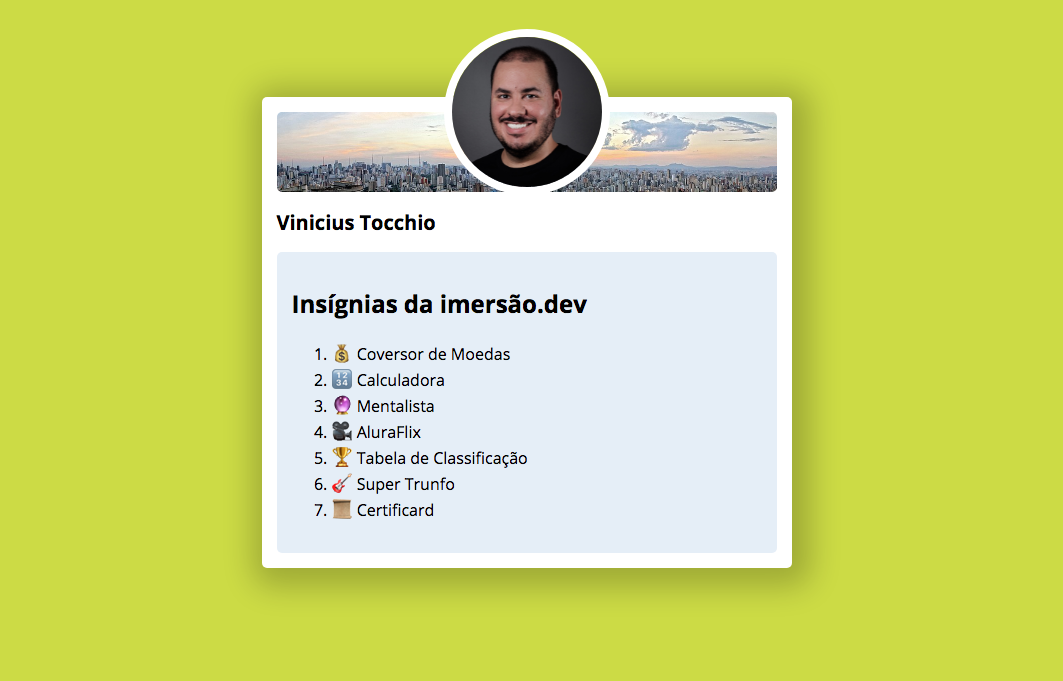 Vinicius Tocchio
Insígnias da imersão.dev
1. 💰 Coversor de Moedas
2. 🔢 Calculadora
3. 🔮 Mentalista
4. 🎥 AluraFlix
5. 🏆 Tabela de Classificação
6. 🎸 Super Trunfo
7. 📜 Certificard